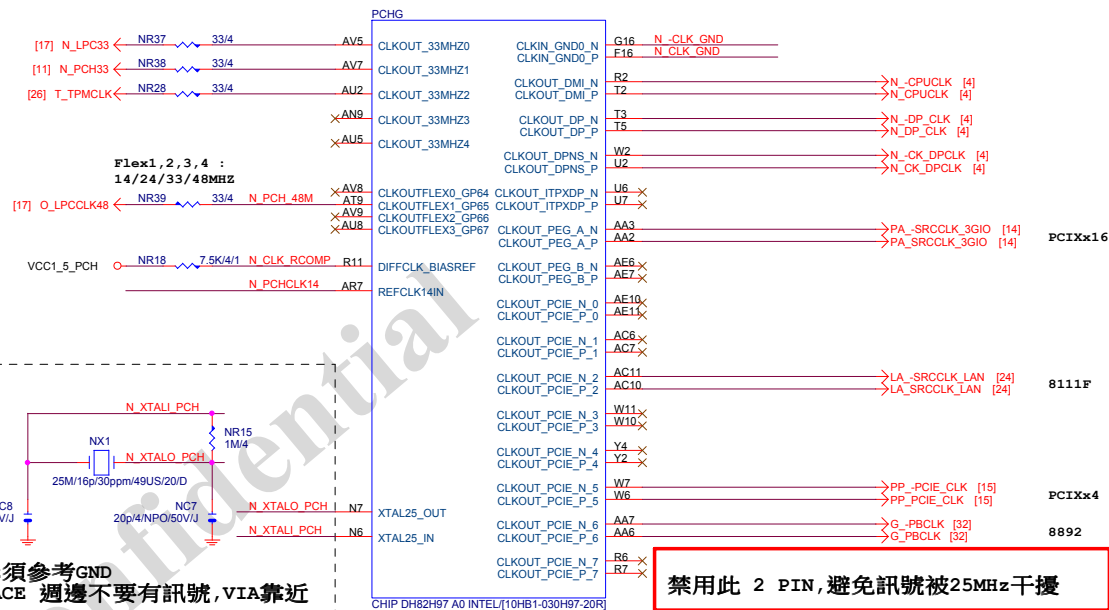 PCHG
[17] N_LPC33 NR37 33/4 AV5 CLKOUT_33MHZ0
[11] N_PCH33 NR38 33/4 AV7 CLKOUT_33MHZ1
[26] T_TPMCLK NR28 33/4 AU2 CLKOUT_33MHZ2
AN9 CLKOUT_33MHZ3
AU5 CLKOUT_33MHZ4
Flex1,2,3,4 :
14/24/33/48MHZ
AV8 CLKOUTFLEX0_GP64
[17] O_LPCCLK48 NR39 33/4 N_PCH_48M AT9 CLKOUTFLEX1_GP65
AV9 CLKOUTFLEX2_GP66
AU8 CLKOUTFLEX3_GP67
VCC1_5_PCH NR18 7.5K/4/1 N_CLK_RCOMP R11 DIFFCLK_BIASREF
N_PCHCLK14 AR7 REFCLK14IN
N_XTALI_PCH
NR15
1M/4
NX1
N_XTALO_PCH
25M/16p/30ppm/49US/20/D
C8
V/J
NC7
20p/4/NPO/50V/J
N_XTALO_PCH N7 XTAL25_OUT
N_XTALI_PCH N6 XTAL25_IN
CLKIN_GND0_N G16 N_-CLK_GND
CLKIN_GND0_P F16 N_CLK_GND
CLKOUT_DMI_N R2 N_-CPUCLK [4]
CLKOUT_DMI_P T2 N_CPUCLK [4]
CLKOUT_DP_N T3 N_-DP_CLK [4]
CLKOUT_DP_P T5 N_DP_CLK [4]
CLKOUT_DPNS_N W2 N_-CK_DPCLK [4]
CLKOUT_DPNS_P U2 N_CK_DPCLK [4]
CLKOUT_ITPXDP_N U6
CLKOUT_ITPXDP_P U7
CLKOUT_PEG_A_N AA3 PA_-SRCCLK_3GIO [14]
CLKOUT_PEG_A_P AA2 PA_SRCCLK_3GIO [14]
PCIXx16
CLKOUT_PEG_B_N AE6
CLKOUT_PEG_B_P AE7
CLKOUT_PCIE_N_0 AE10
CLKOUT_PCIE_P_0 AE11
CLKOUT_PCIE_N_1 AC6
CLKOUT_PCIE_P_1 AC7
CLKOUT_PCIE_N_2 AC11 LA_-SRCCLK_LAN [24]
CLKOUT_PCIE_P_2 AC10 LA_SRCCLK_LAN [24]
8111F
CLKOUT_PCIE_N_3 W11
CLKOUT_PCIE_P_3 W10
CLKOUT_PCIE_N_4 Y4
CLKOUT_PCIE_P_4 Y2
CLKOUT_PCIE_N_5 W7 PP_-PCIE_CLK [15]
CLKOUT_PCIE_P_5 W6 PP_PCIE_CLK [15]
PCIXx4
CLKOUT_PCIE_N_6 AA7 G_-PBCLK [32]
CLKOUT_PCIE_P_6 AA6 G_PBCLK [32]
8892
CLKOUT_PCIE_N_7 R6
CLKOUT_PCIE_P_7 R7
須參考GND
ACE 週邊不要有訊號,VIA靠近
禁用此 2 PIN,避免訊號被25MHz干擾
CHIP DH82H97 A0 INTEL/[10HB1-030H97-20R]
nfidential